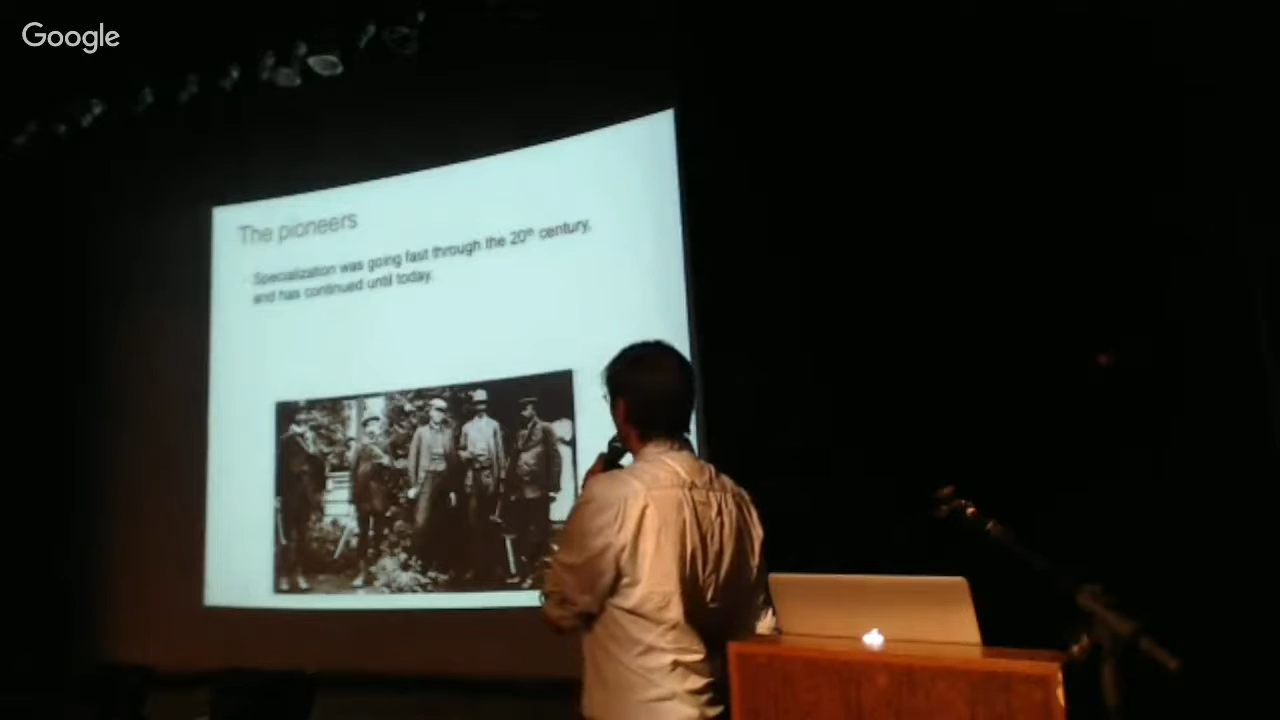 Google
The pioneers
Specialization was going fast through the 20th century,
and has continued until today.